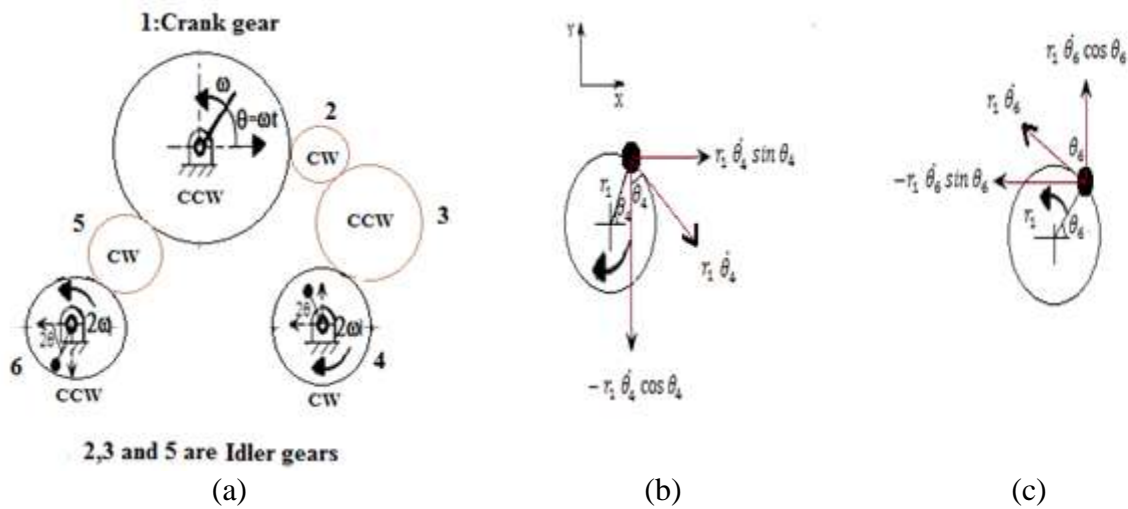 1:Crank gear
ω
θ=ωt
2
CW
CCW
CCW
3
5
CW
2θ
2ω
6
CCW
2θ
2ω
4
CW
2,3 and 5 are Idler gears
(a)
Y
X
r₁ θ̇₄ sin θ₄
r₁
θ₄
θ₄
r₁ θ̇₄
− r₁ θ̇₄ cos θ₄
(b)
r₁ θ̇₆ cos θ₆
r₁ θ̇₆
θ₆
−r₁ θ̇₆ sin θ₆
r₁
θ₆
(c)